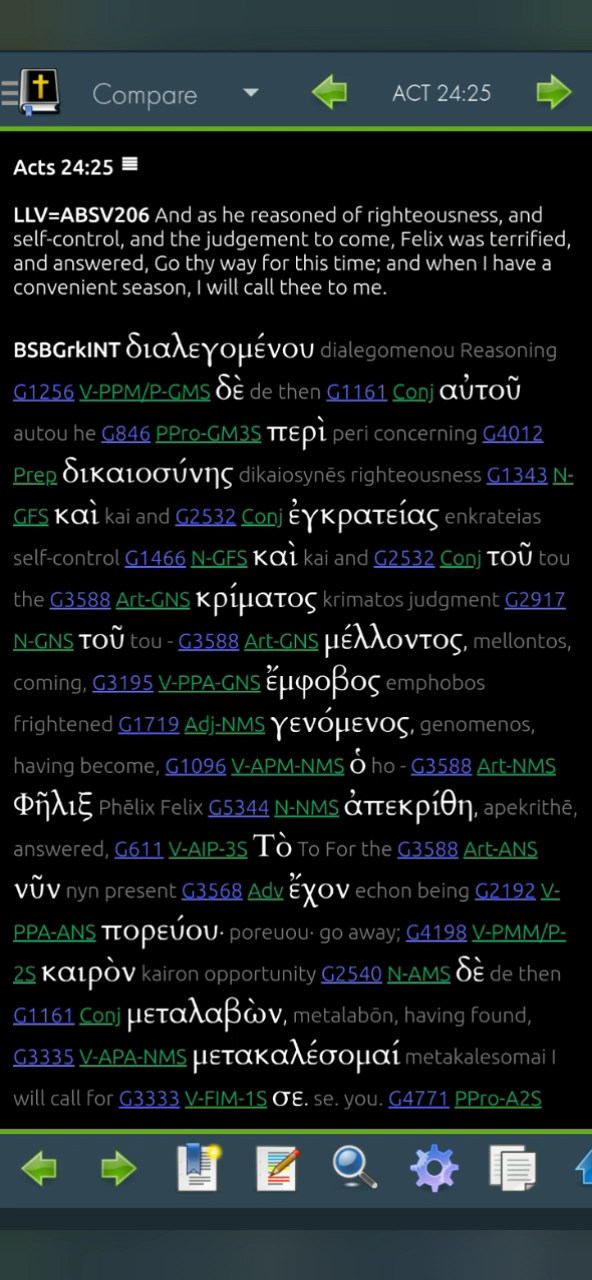 Compare
ACT 24:25
Acts 24:25
LLV=ABSV206 And as he reasoned of righteousness, and
self-control, and the judgement to come, Felix was terrified,
and answered, Go thy way for this time; and when I have a
convenient season, I will call thee to me.
BSBGrkINT διαλεγομένου dialegomenou Reasoning
G1256 V-PPM/P-GMS δὲ de then G1161 Conj αὐτοῦ
autou he G846 PPro-GM3S περὶ peri concerning G4012
Prep δικαιοσύνης dikaiosynēs righteousness G1343 N-
GFS καὶ kai and G2532 Conj ἐγκρατείας enkrateias
self-control G1466 N-GFS καὶ kai and G2532 Conj τοῦ tou
the G3588 Art-GNS κρίματος krimatos judgment G2917
N-GNS τοῦ tou - G3588 Art-GNS μέλλοντος, mellontos,
coming, G3195 V-PPA-GNS ἔμφοβος emphobos
frightened G1719 Adj-NMS γενόμενος, genomenos,
having become, G1096 V-APM-NMS ὁ ho - G3588 Art-NMS
Φῆλιξ Phēlix Felix G5344 N-NMS ἀπεκρίθη, apekrithē,
answered, G611 V-AIP-3S Τὸ To For the G3588 Art-ANS
νῦν nyn present G3568 Adv ἔχον echon being G2192 V-
PPA-ANS πορεύου· poreuou· go away; G4198 V-PMM/P-
2S καιρὸν kairon opportunity G2540 N-AMS δὲ de then
G1161 Conj μεταλαβὼν, metalabōn, having found,
G3335 V-APA-NMS μετακαλέσομαί metakalesomai I
will call for G3333 V-FIM-1S σε. se. you. G4771 PPro-A2S